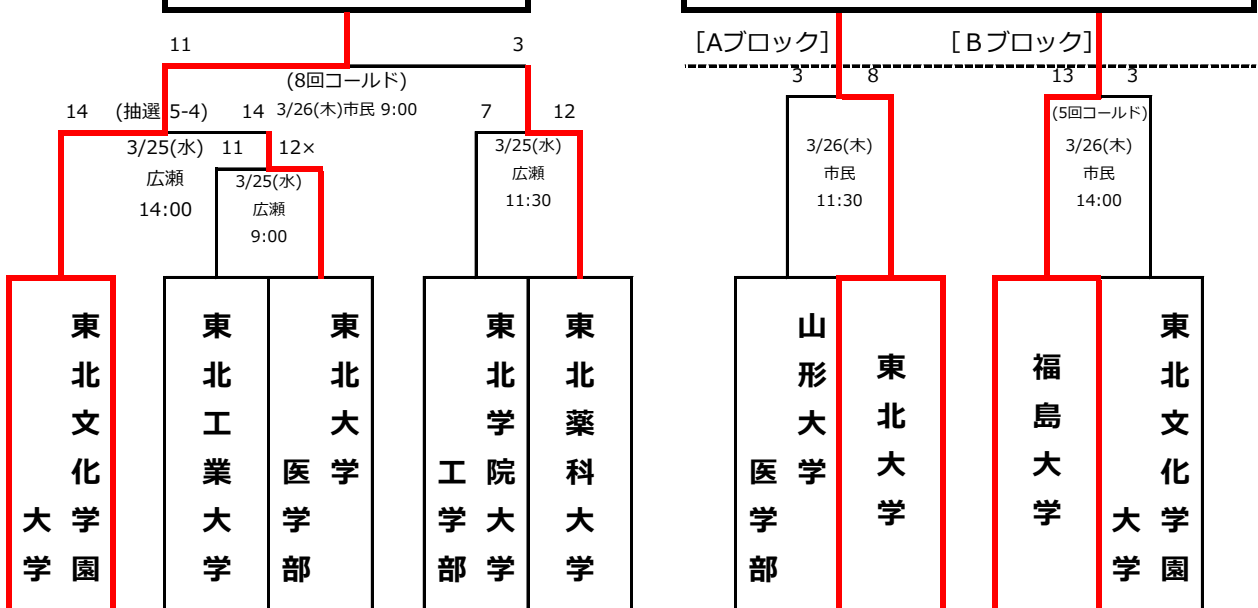 11
3
(8回コールド)
3/26(木)市民 9:00
14
(抽選 5-4)
14
7
12
3/25(水)
広瀬
14:00
11
12×
3/25(水)
広瀬
9:00
3/25(水)
広瀬
11:30
東北文化学園
大学
東北工業大学
東北大学
医学部
東北学院大学
工学部
東北薬科大学
[Aブロック]
[Bブロック]
3
8
13
3
3/26(木)
市民
11:30
(5回コールド)
3/26(木)
市民
14:00
山形大学
医学部
東北大学
福島大学
東北文化学園
大学